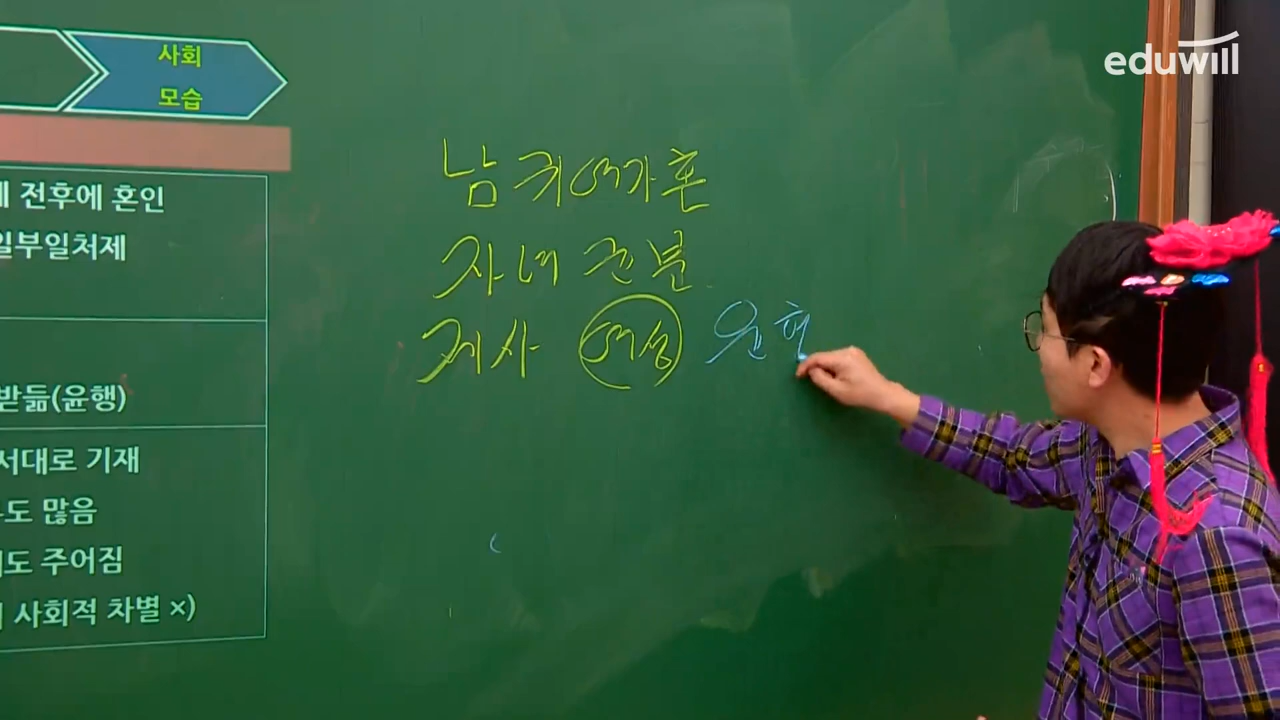 eduwill
사회
모습
전후에 혼인
일부일처제
받듦(윤행)
서대로 기재
도 많음
도 주어짐
사회적 차별 ×)
남귀여가혼
자녀 균분
제사 여성 윤행